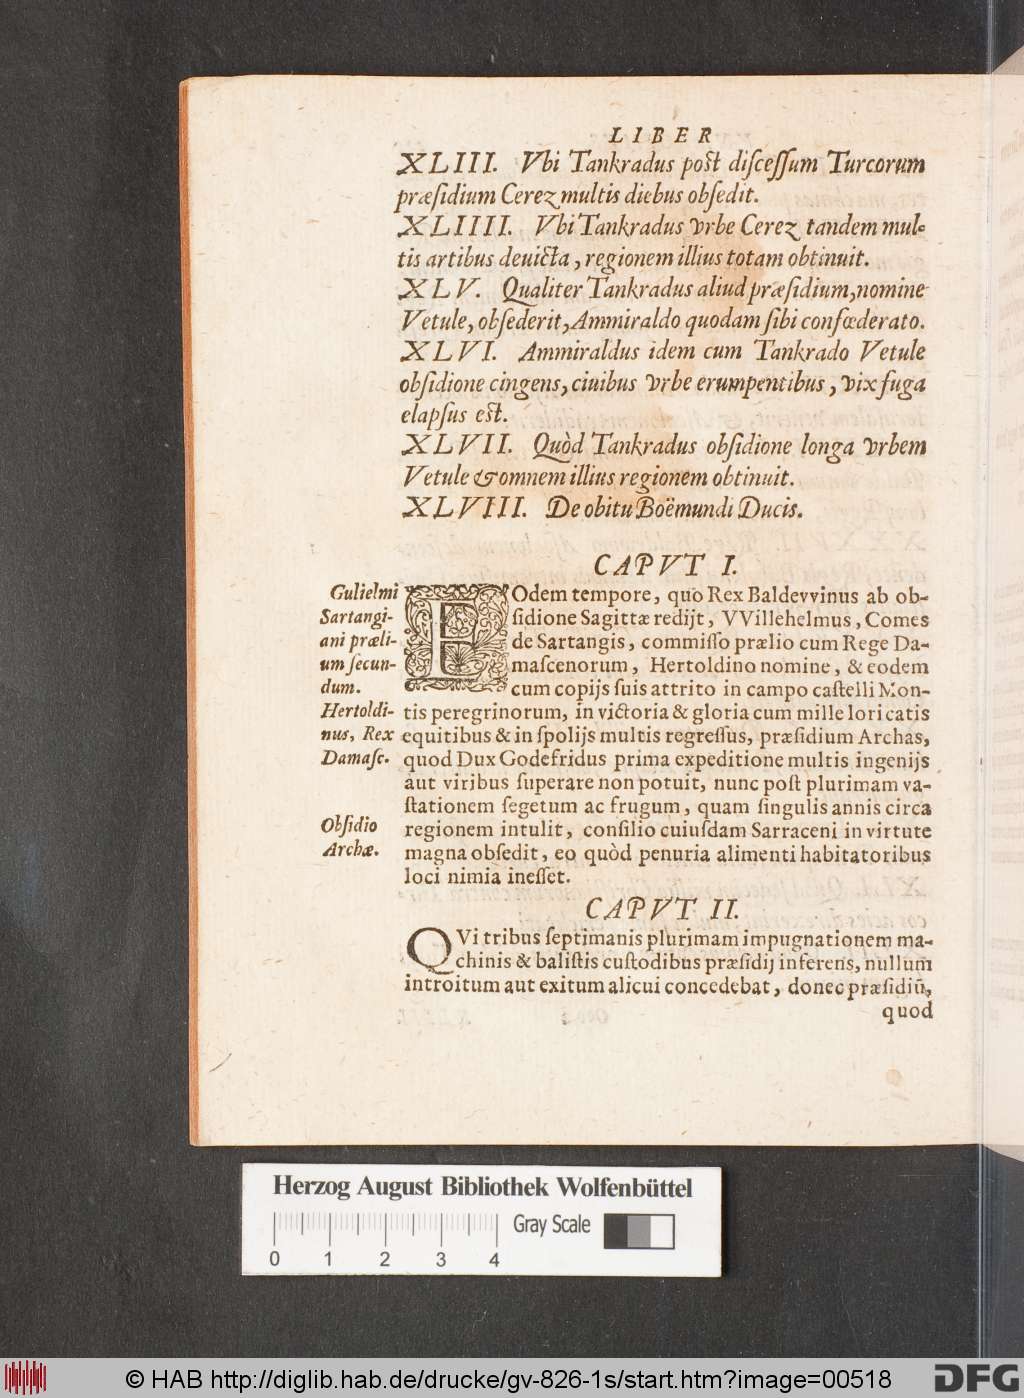 LIBER
XLIII. Vbi Tankradus post discessum Turcorum
præsidium Cerez multis diebus obsedit.
XLIIII. Vbi Tankradus vrbe Cerez tandem mul-
tis artibus deuicta, regionem illius totam obtinuit.
XLV. Qualiter Tankradus aliud præsidium, nomine
Vetule, obsederit, Ammiraldo quodam sibi confœderato.
XLVI. Ammiraldus idem cum Tankrado Vetule
obsidione cingens, ciuibus vrbe erumpentibus, vix fuga
elapsus est.
XLVII. Quòd Tankradus obsidione longa vrbem
Vetule & omnem illius regionem obtinuit.
XLVIII. De obitu Boëmundi Ducis.
CAPVT I.
Gulielmi
Sartangi-
ani præli-
um secun-
dum.
Hertoldi-
nus, Rex
Damasc.
EOdem tempore, quo Rex Baldevvinus ab ob-
sidione Sagittæ redijt, VVillehelmus, Comes
de Sartangis, commisso prælio cum Rege Da-
mascenorum, Hertoldino nomine, & eodem
cum copijs suis attrito in campo castelli Mon-
tis peregrinorum, in victoria & gloria cum mille loricatis
equitibus & in spolijs multis regressus, præsidium Archas,
quod Dux Godefridus prima expeditione multis ingenijs
aut viribus superare non potuit, nunc post plurimam va-
stationem segetum ac frugum, quam singulis annis circa
Obsidio
Archæ.
regionem intulit, consilio cuiusdam Sarraceni in virtute
magna obsedit, eo quòd penuria alimenti habitatoribus
loci nimia inesset.
CAPVT II.
QVi tribus septimanis plurimam impugnationem ma-
chinis & balistis custodibus præsidij inferens, nullum
introitum aut exitum alicui concedebat, donec præsidiū,
quod
Herzog August Bibliothek Wolfenbüttel
Gray Scale
0 1 2 3 4
© HAB http://diglib.hab.de/drucke/gv-826-1s/start.htm?image=00518
DFG
DFG